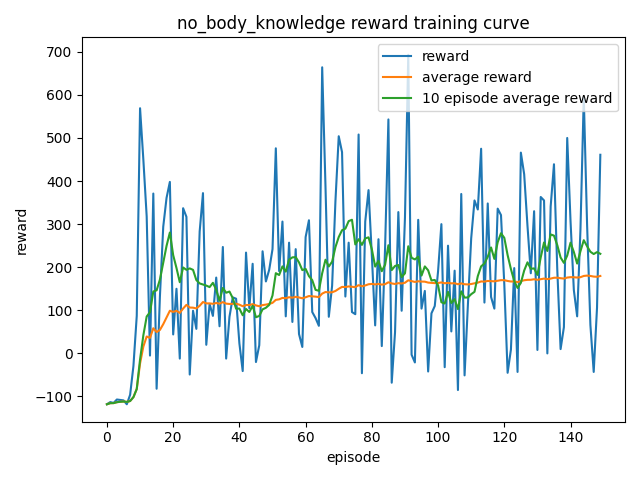 no_body_knowledge reward training curve
reward
average reward
10 episode average reward
reward
700
600
500
400
300
200
100
0
−100
0 20 40 60 80 100 120 140
episode